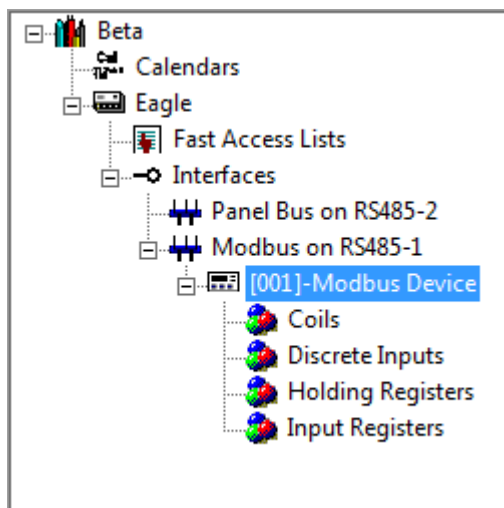 Beta
Calendars
Eagle
Fast Access Lists
Interfaces
Panel Bus on RS485-2
Modbus on RS485-1
[001]-Modbus Device
Coils
Discrete Inputs
Holding Registers
Input Registers